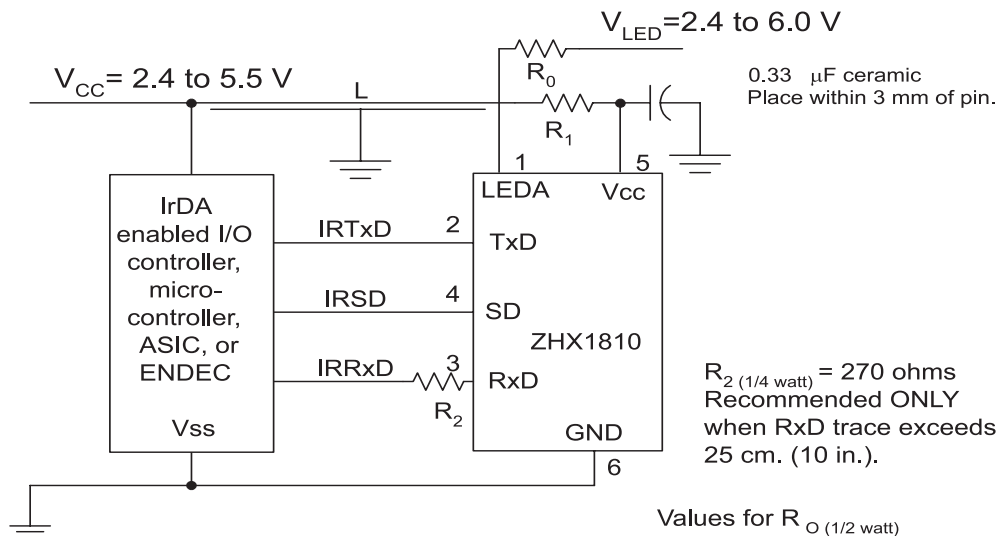 V_LED=2.4 to 6.0 V
R_0
V_CC= 2.4 to 5.5 V
0.33 μF ceramic
Place within 3 mm of pin.
L
R_1
1
5
LEDA
Vcc
IrDA
enabled I/O
controller,
micro-
controller,
ASIC, or
ENDEC
Vss
IRTxD
2
TxD
IRSD
4
SD
ZHX1810
IRRxD
3
RxD
R_2
GND
6
R_2 (1/4 watt) = 270 ohms
Recommended ONLY
when RxD trace exceeds
25 cm. (10 in.).
Values for R_O (1/2 watt)